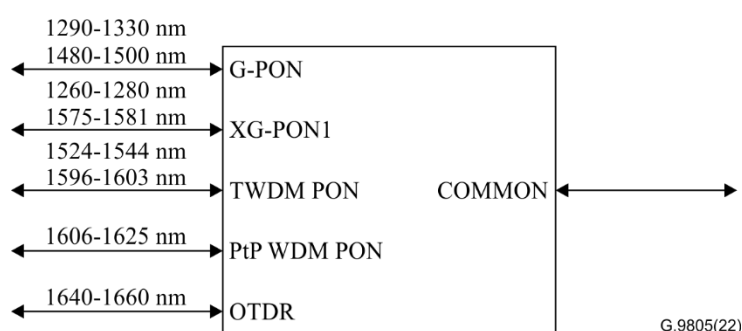 1290-1330 nm
1480-1500 nm
G-PON
1260-1280 nm
1575-1581 nm
XG-PON1
1524-1544 nm
1596-1603 nm
TWDM PON
COMMON
1606-1625 nm
PtP WDM PON
1640-1660 nm
OTDR
G.9805(22)